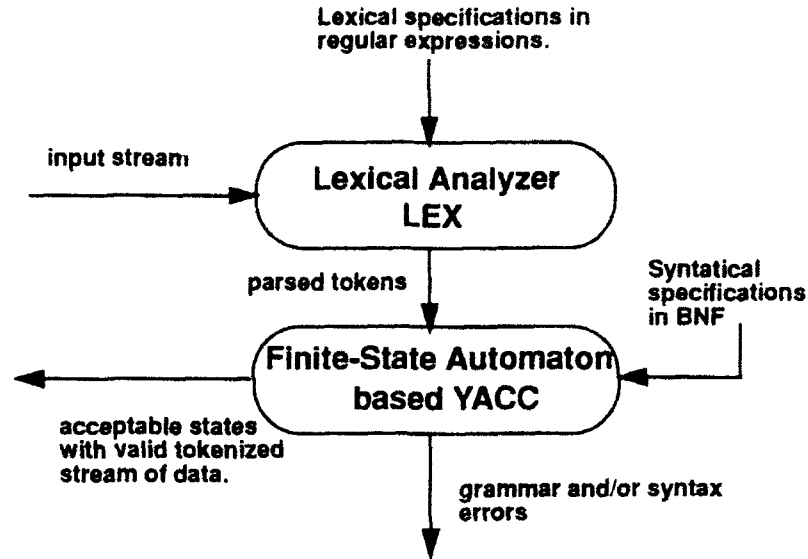 Lexical specifications in
regular expressions.
input stream
Lexical Analyzer
LEX
parsed tokens
Syntatical
specifications
in BNF
Finite-State Automaton
based YACC
acceptable states
with valid tokenized
stream of data.
grammar and/or syntax
errors